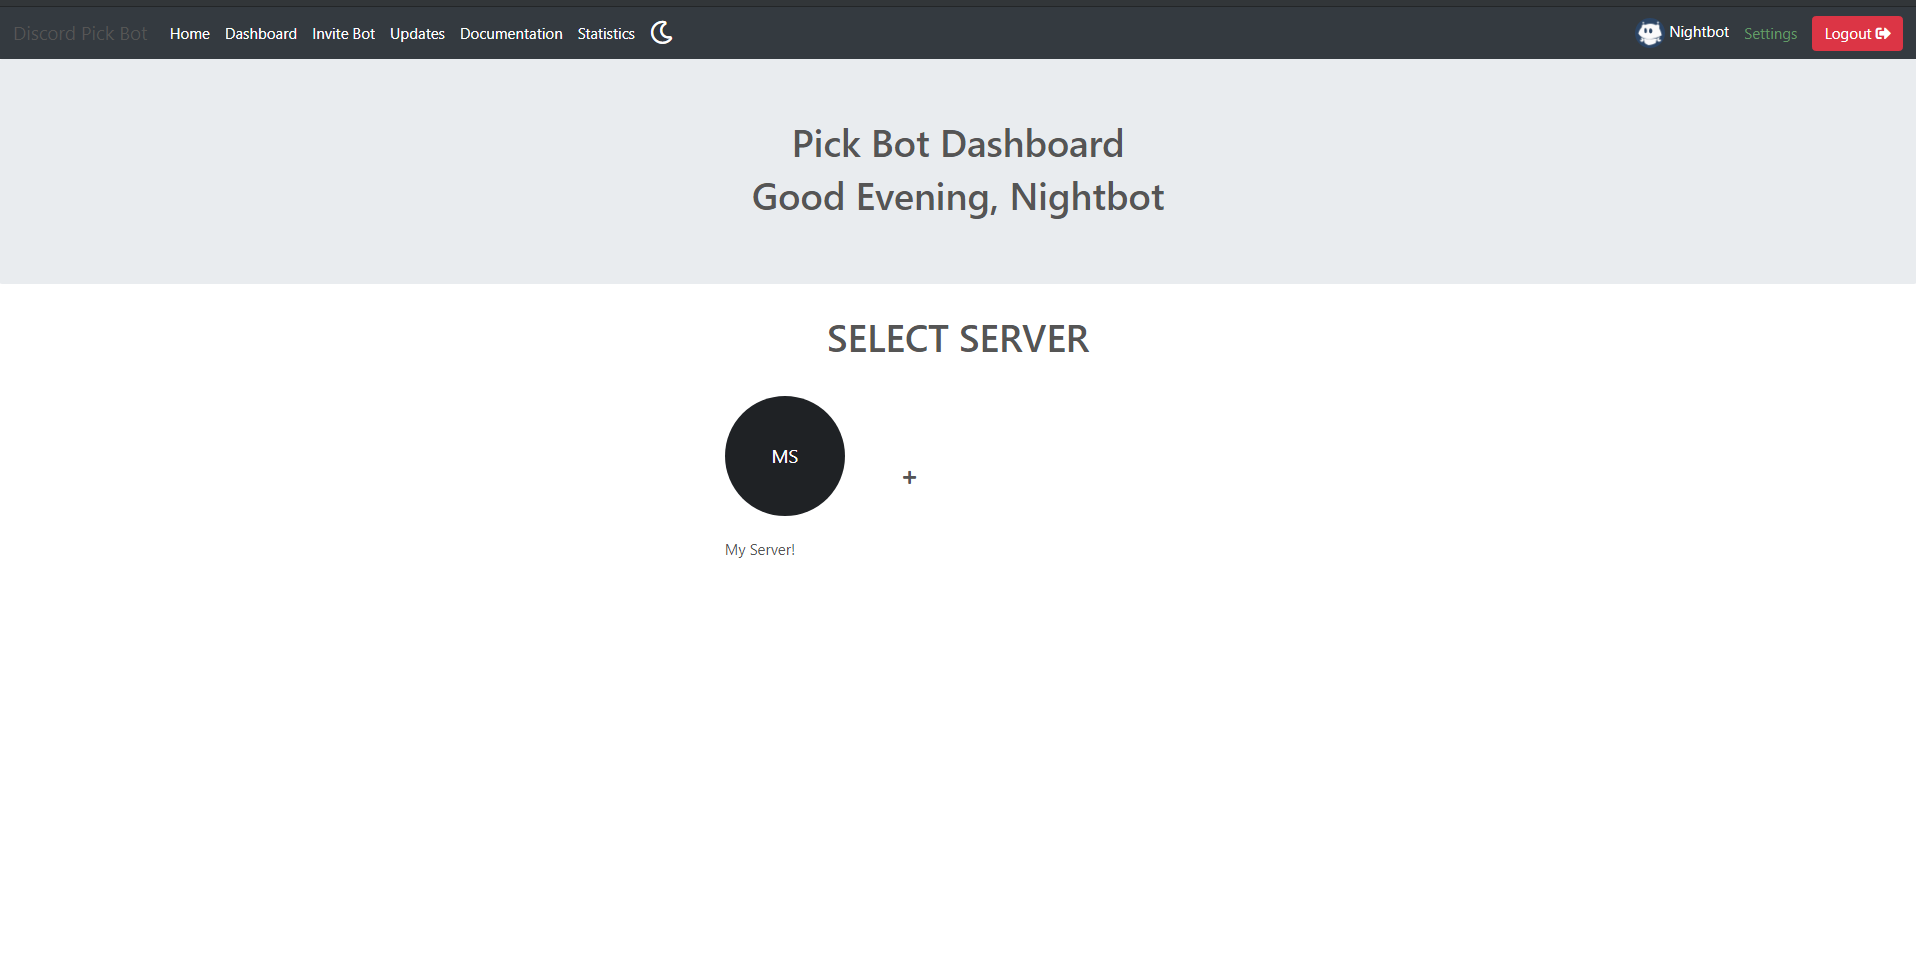 Discord Pick Bot Home Dashboard Invite Bot Updates Documentation Statistics Nightbot Settings Logout
Pick Bot Dashboard
Good Evening, Nightbot
SELECT SERVER
MS
+
My Server!